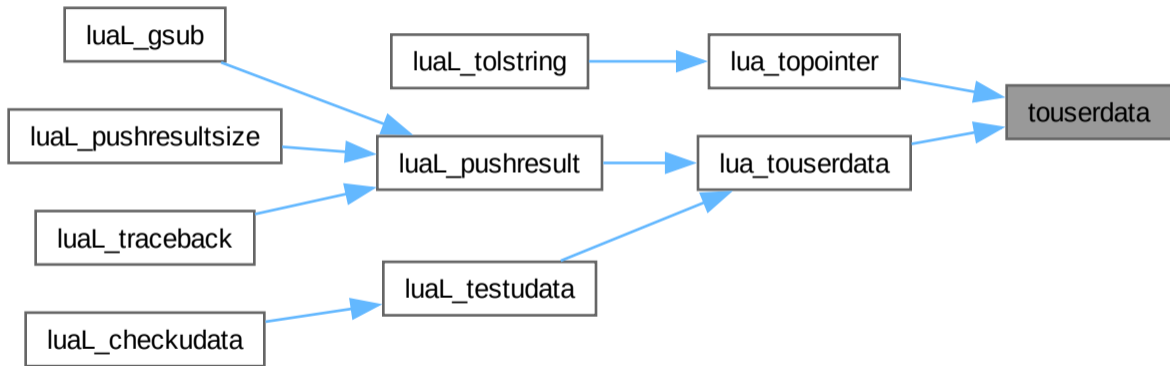 luaL_gsub
luaL_tolstring
lua_topointer
touserdata
luaL_pushresultsize
luaL_pushresult
lua_touserdata
luaL_traceback
luaL_testudata
luaL_checkudata